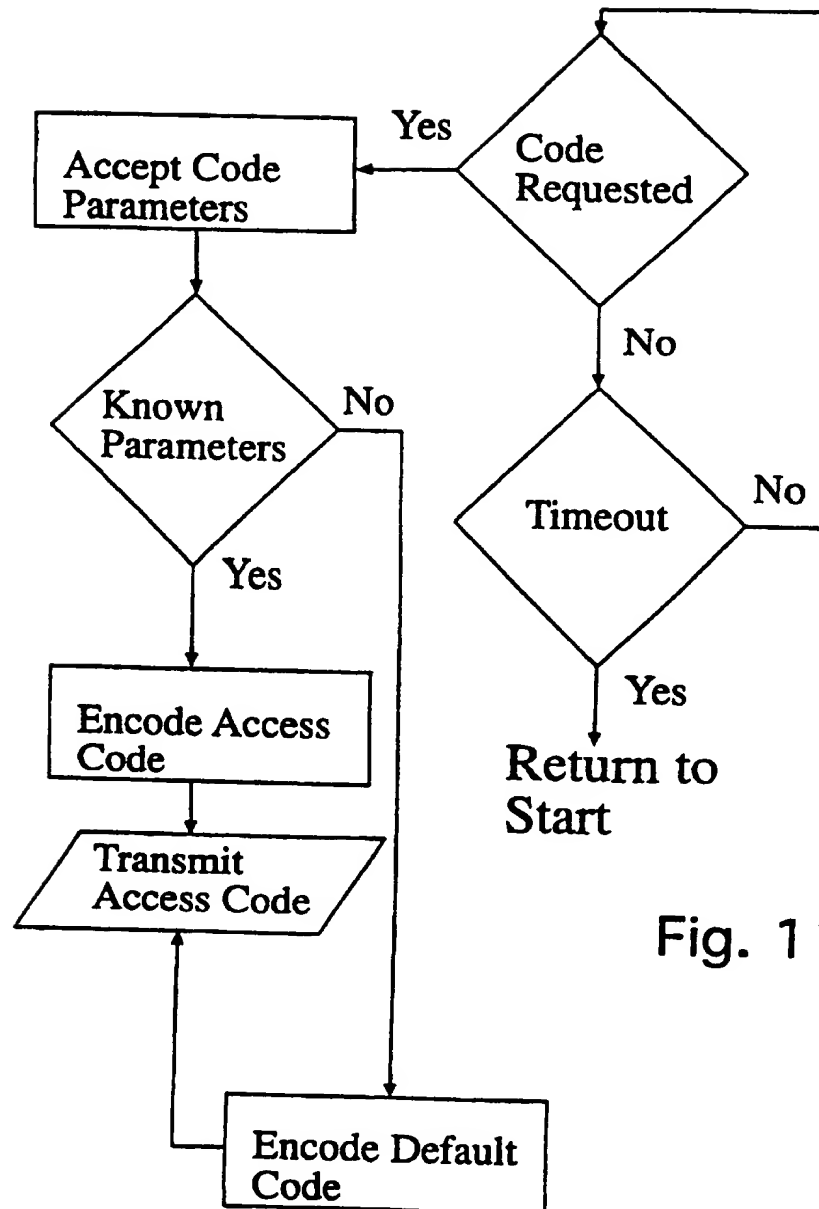 Yes
Code
Requested
Accept Code
Parameters
No
Known
Parameters
No
Timeout
No
Yes
Yes
Encode Access
Code
Return to
Start
Transmit
Access Code
Fig. 1
Encode Default
Code